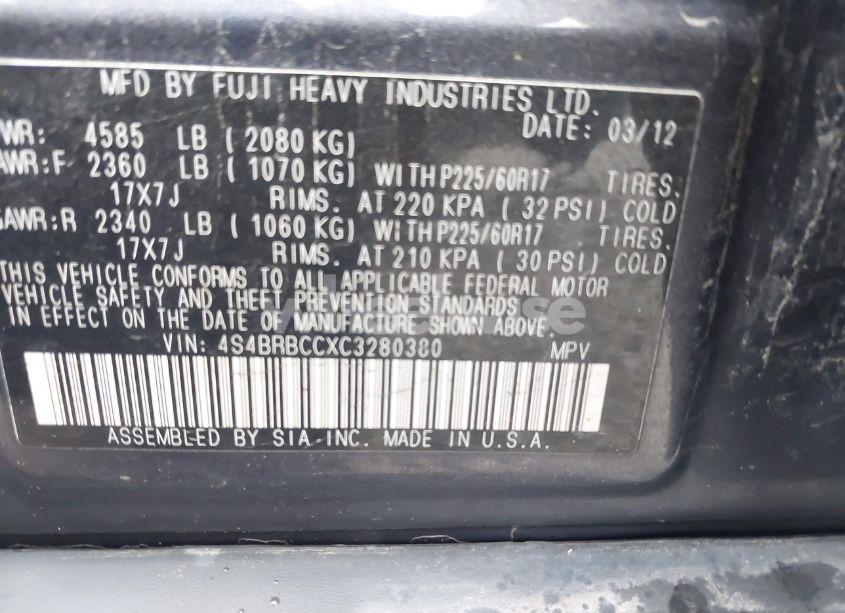 MFD BY FUJI HEAVY INDUSTRIES LTD.
DATE: 03/12
VWR: 4585 LB ( 2080 KG)
AWR:F 2360 LB ( 1070 KG) WITH P225/60R17 TIRES.
17X7J RIMS. AT 220 KPA ( 32 PSI) COLD
GAWR:R 2340 LB ( 1060 KG) WITH P225/60R17 TIRES.
17X7J RIMS. AT 210 KPA ( 30 PSI) COLD
THIS VEHICLE CONFORMS TO ALL APPLICABLE FEDERAL MOTOR
VEHICLE SAFETY AND THEFT PREVENTION STANDARDS
IN EFFECT ON THE DATE OF MANUFACTURE SHOWN ABOVE.
VIN: 4S4BRBCCXC3280380 MPV
ASSEMBLED BY SIA-INC. MADE IN U.S.A.